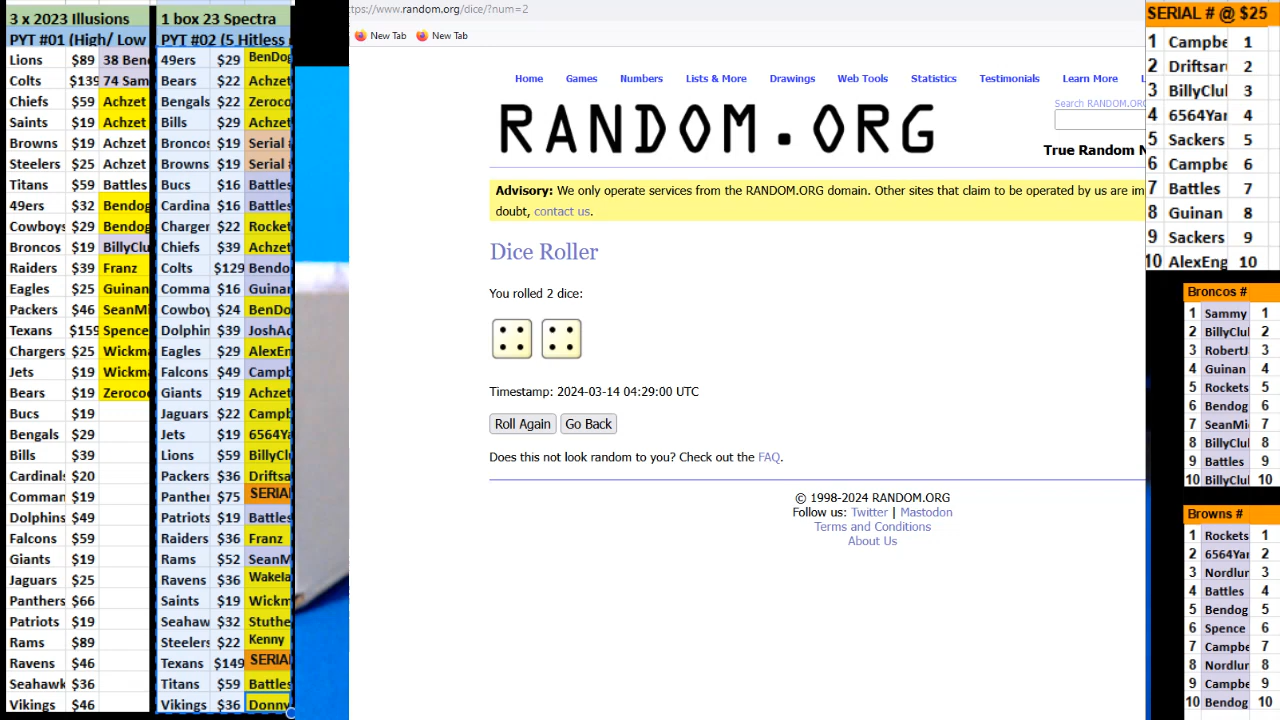 3 x 2023 Illusions
PYT #01 (High/ Low
Lions $89 38 Benc
Colts $139 74 Sam
Chiefs $59 Achzet
Saints $19 Achzet
Browns $19 Achzet
Steelers $25 Achzet
Titans $59 Battles
49ers $32 Bendog
Cowboys $29 Bendog
Broncos $19 BillyClu
Raiders $39 Franz
Eagles $25 Guinan
Packers $46 SeanMi
Texans $159 Spence
Chargers $25 Wickma
Jets $19 Wickma
Bears $19 Zerocoo
Bucs $19
Bengals $29
Bills $39
Cardinals $20
Comman $19
Dolphins $49
Falcons $59
Giants $19
Jaguars $25
Panthers $66
Patriots $19
Rams $89
Ravens $46
Seahawk $36
Vikings $46
1 box 23 Spectra
PYT #02 (5 Hitless
49ers $29 BenDog
Bears $22 Achzet
Bengals $22 Zeroco
Bills $29 Achzet
Broncos $19 Serial #
Browns $19 Serial #
Bucs $16 Battles
Cardina $16 Battles
Charger $22 Rocket
Chiefs $39 Achzet
Colts $129 Bendo
Comma $16 Guinar
Cowboy $24 BenDo
Dolphin $39 JoshAc
Eagles $29 AlexEn
Falcons $49 Campb
Giants $19 Achzet
Jaguars $22 Campb
Jets $19 6564Ya
Lions $59 BillyCl
Packers $36 Driftsa
Panther $75 SERIA
Patriots $19 Battles
Raiders $36 Franz
Rams $52 SeanM
Ravens $36 Wakela
Saints $19 Wickm
Seahaw $32 Stuthe
Steelers $22 Kenny
Texans $149 SERIA
Titans $59 Battles
Vikings $36 Donny
tps://www.random.org/dice/?num=2
New Tab New Tab
Home Games Numbers Lists & More Drawings Web Tools Statistics Testimonials Learn More L
RANDOM.ORG
Search RANDOM.ORG
True Random N
Advisory: We only operate services from the RANDOM.ORG domain. Other sites that claim to be operated by us are im
doubt, contact us.
Dice Roller
You rolled 2 dice:
Timestamp: 2024-03-14 04:29:00 UTC
Roll Again Go Back
Does this not look random to you? Check out the FAQ.
© 1998-2024 RANDOM.ORG
Follow us: Twitter | Mastodon
Terms and Conditions
About Us
SERIAL # @ $25
1 Campbe 1
2 Driftsar 2
3 BillyClul 3
4 6564Yar 4
5 Sackers 5
6 Campbe 6
7 Battles 7
8 Guinan 8
9 Sackers 9
10 AlexEng 10
Broncos #
1 Sammy 1
2 BillyClul 2
3 RobertJ 3
4 Guinan 4
5 Rockets 5
6 Bendog 6
7 SeanMi 7
8 BillyClul 8
9 Battles 9
10 BillyClul 10
Browns #
1 Rockets 1
2 6564Yar 2
3 Nordlur 3
4 Battles 4
5 Bendog 5
6 Spence 6
7 Campbe 7
8 Nordlur 8
9 Campbe 9
10 Bendog 10